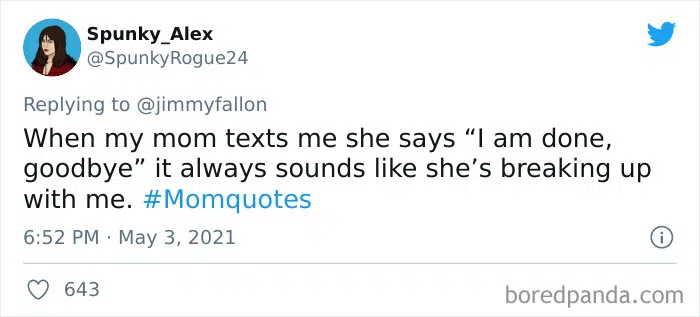 Spunky_Alex
@SpunkyRogue24
Replying to @jimmyfallon
When my mom texts me she says “I am done,
goodbye” it always sounds like she’s breaking up
with me. #Momquotes
6:52 PM · May 3, 2021
643
boredpanda.com